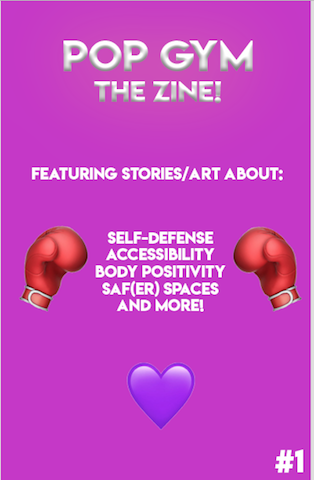 POP GYM
THE ZINE!
FEATURING STORIES/ART ABOUT:
SELF-DEFENSE
ACCESSIBILITY
BODY POSITIVITY
SAF(ER) SPACES
AND MORE!
#1